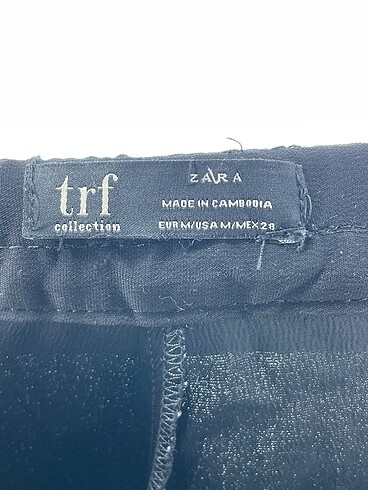 trf
collection
ZARA
MADE IN CAMBODIA
EUR M/USA M/MEX 28